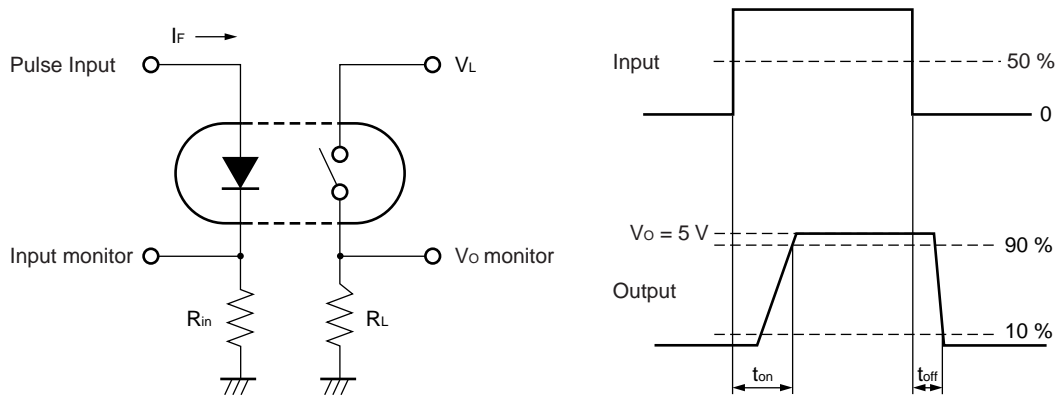 IF
Pulse Input
VL
Input monitor
VO monitor
Rin
RL
Input
50 %
0
VO = 5 V
90 %
Output
10 %
ton
toff